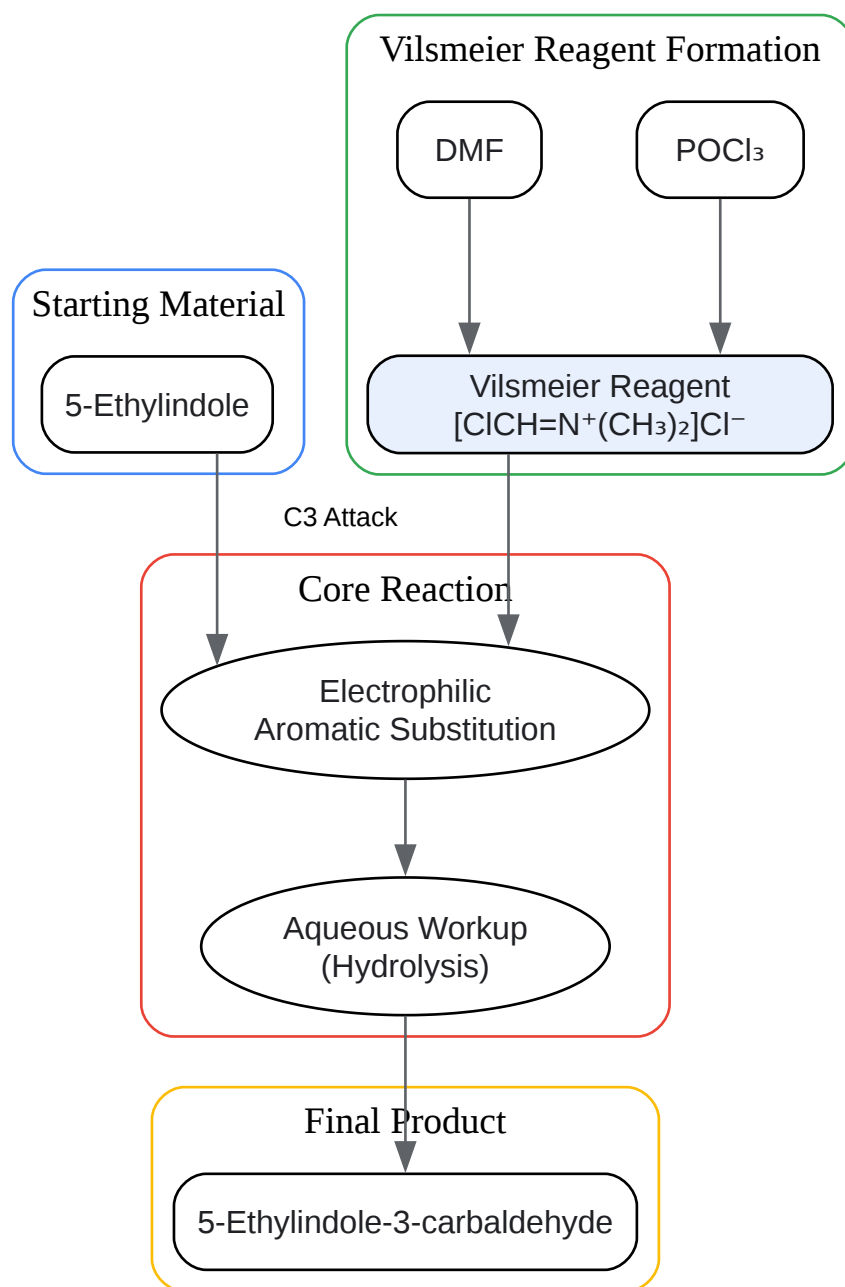 Vilsmeier Reagent Formation
DMF
POCl₃
Starting Material
5-Ethylindole
Vilsmeier Reagent
[ClCH=N⁺(CH₃)₂]Cl⁻
C3 Attack
Core Reaction
Electrophilic
Aromatic Substitution
Aqueous Workup
(Hydrolysis)
Final Product
5-Ethylindole-3-carbaldehyde